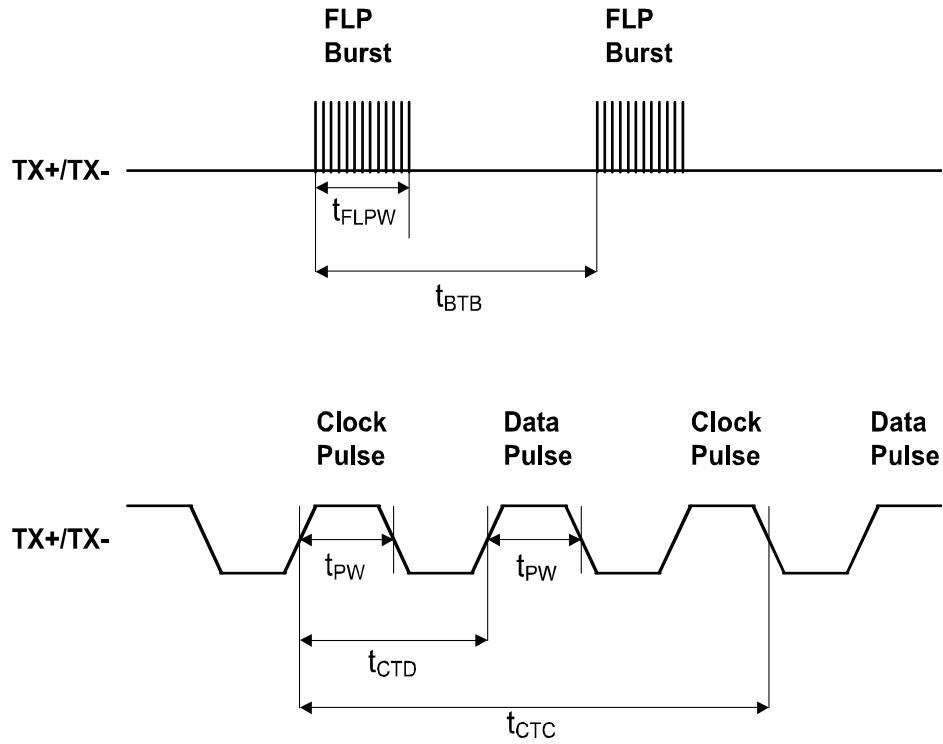 FLP Burst
FLP Burst
TX+/TX-
tFLPW
tBTB
Clock Pulse
Data Pulse
Clock Pulse
Data Pulse
TX+/TX-
tPW
tPW
tCTD
tCTC